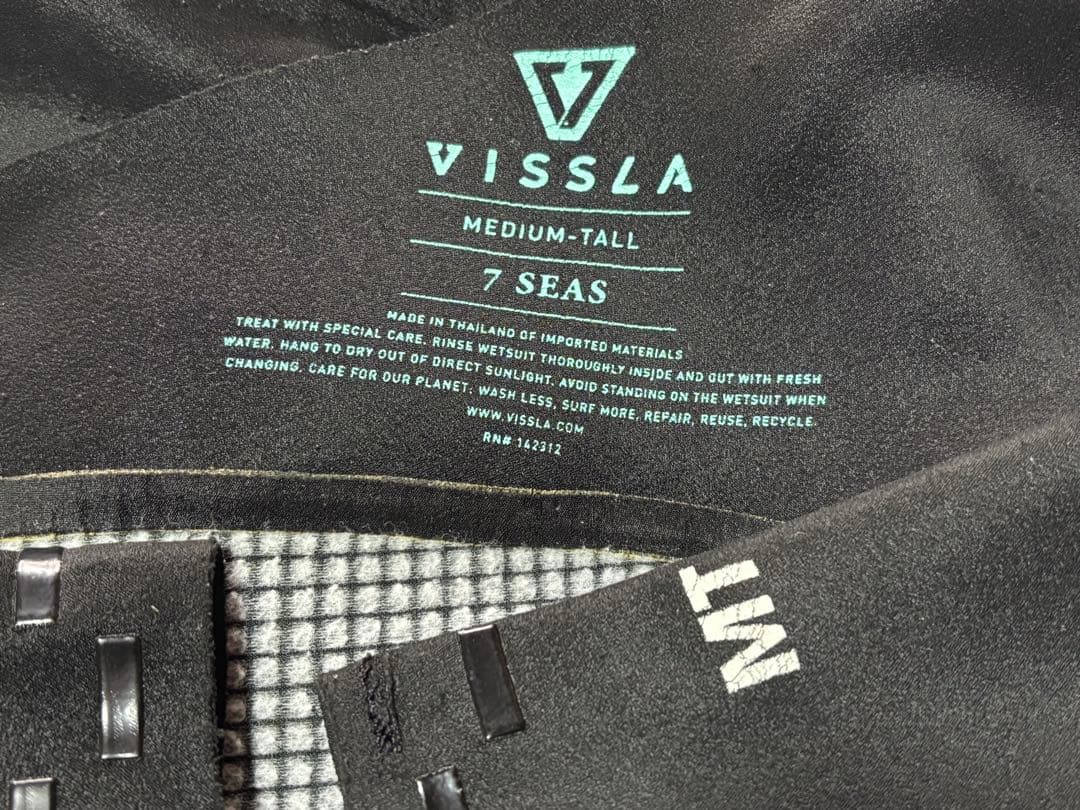 VISSLA
MEDIUM-TALL
7 SEAS
MADE IN THAILAND OF IMPORTED MATERIALS
TREAT WITH SPECIAL CARE. RINSE WETSUIT THOROUGHLY INSIDE AND OUT WITH FRESH
WATER, HANG TO DRY OUT OF DIRECT SUNLIGHT. AVOID STANDING ON THE WETSUIT WHEN
CHANGING. CARE FOR OUR PLANET. WASH LESS, SURF MORE. REPAIR, REUSE, RECYCLE.
WWW.VISSLA.COM
RN# 142312
MT